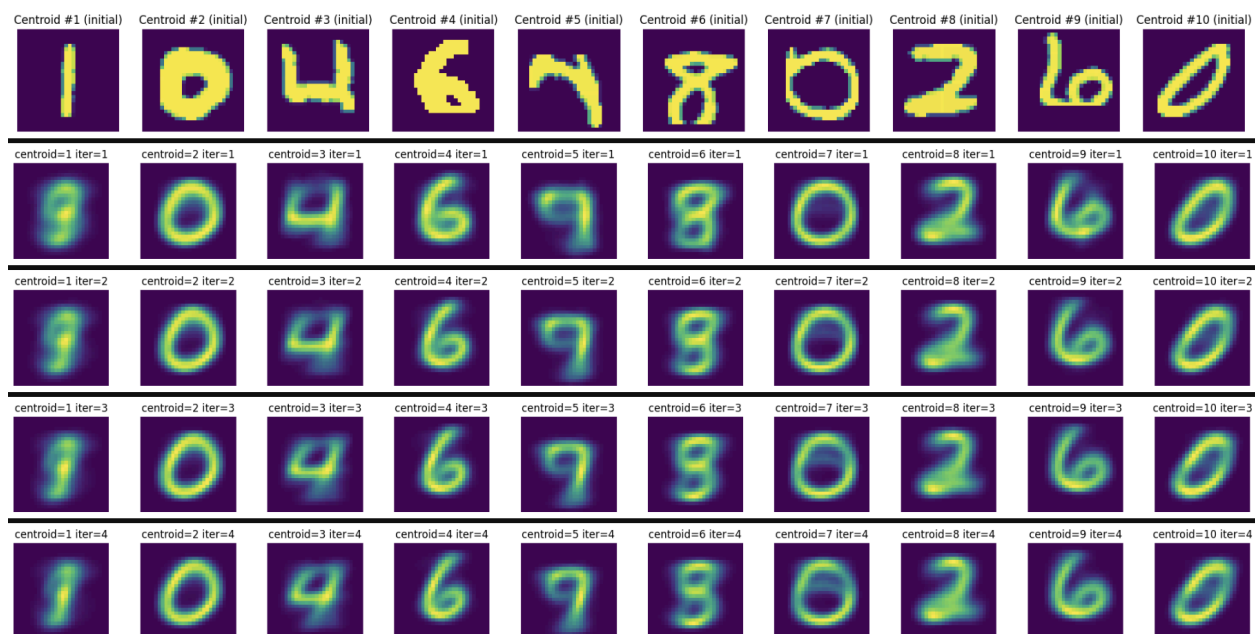 Centroid #1 (initial) Centroid #2 (initial) Centroid #3 (initial) Centroid #4 (initial) Centroid #5 (initial) Centroid #6 (initial) Centroid #7 (initial) Centroid #8 (initial) Centroid #9 (initial) Centroid #10 (initial)
1 0 4 6 7 8 0 2 6 0
centroid=1 iter=1 centroid=2 iter=1 centroid=3 iter=1 centroid=4 iter=1 centroid=5 iter=1 centroid=6 iter=1 centroid=7 iter=1 centroid=8 iter=1 centroid=9 iter=1 centroid=10 iter=1
centroid=1 iter=2 centroid=2 iter=2 centroid=3 iter=2 centroid=4 iter=2 centroid=5 iter=2 centroid=6 iter=2 centroid=7 iter=2 centroid=8 iter=2 centroid=9 iter=2 centroid=10 iter=2
centroid=1 iter=3 centroid=2 iter=3 centroid=3 iter=3 centroid=4 iter=3 centroid=5 iter=3 centroid=6 iter=3 centroid=7 iter=3 centroid=8 iter=3 centroid=9 iter=3 centroid=10 iter=3
centroid=1 iter=4 centroid=2 iter=4 centroid=3 iter=4 centroid=4 iter=4 centroid=5 iter=4 centroid=6 iter=4 centroid=7 iter=4 centroid=8 iter=4 centroid=9 iter=4 centroid=10 iter=4